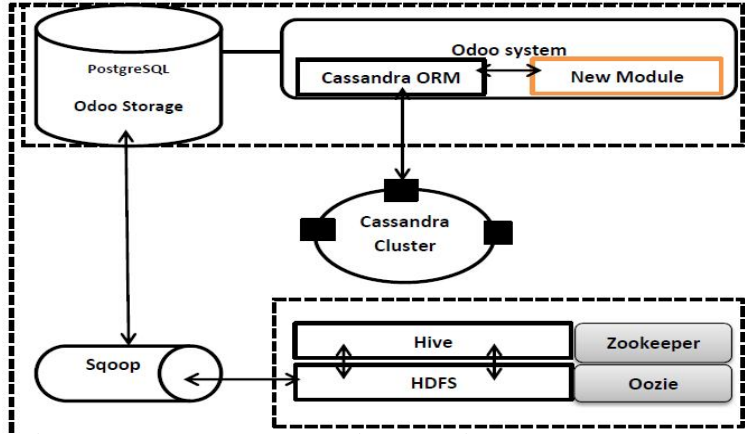 PostgreSQL
Odoo Storage
Odoo system
Cassandra ORM
New Module
Cassandra
Cluster
Sqoop
Hive
Zookeeper
HDFS
Oozie